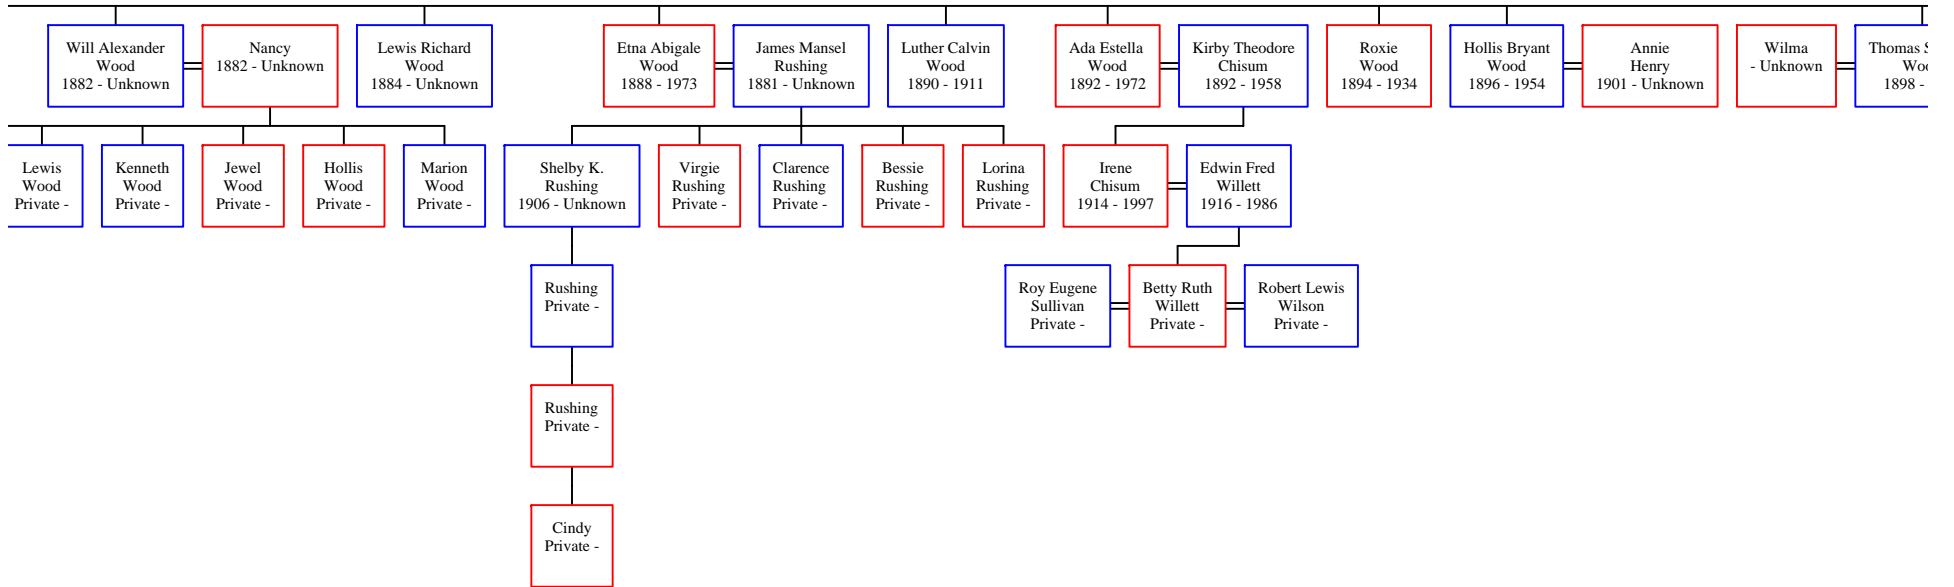 Will Alexander
Wood
1882 - Unknown
Nancy
1882 - Unknown
Lewis Richard
Wood
1884 - Unknown
Etna Abigale
Wood
1888 - 1973
James Mansel
Rushing
1881 - Unknown
Luther Calvin
Wood
1890 - 1911
Ada Estella
Wood
1892 - 1972
Kirby Theodore
Chisum
1892 - 1958
Roxie
Wood
1894 - 1934
Hollis Bryant
Wood
1896 - 1954
Annie
Henry
1901 - Unknown
Wilma
- Unknown
Thomas
1898 -
Lewis
Wood
Private -
Kenneth
Wood
Private -
Jewel
Wood
Private -
Hollis
Wood
Private -
Marion
Wood
Private -
Shelby K.
Rushing
1906 - Unknown
Virgie
Rushing
Private -
Clarence
Rushing
Private -
Bessie
Rushing
Private -
Lorina
Rushing
Private -
Irene
Chisum
1914 - 1997
Edwin Fred
Willett
1916 - 1986
Rushing
Private -
Roy Eugene
Sullivan
Private -
Betty Ruth
Willett
Private -
Robert Lewis
Wilson
Private -
Rushing
Private -
Cindy
Private -